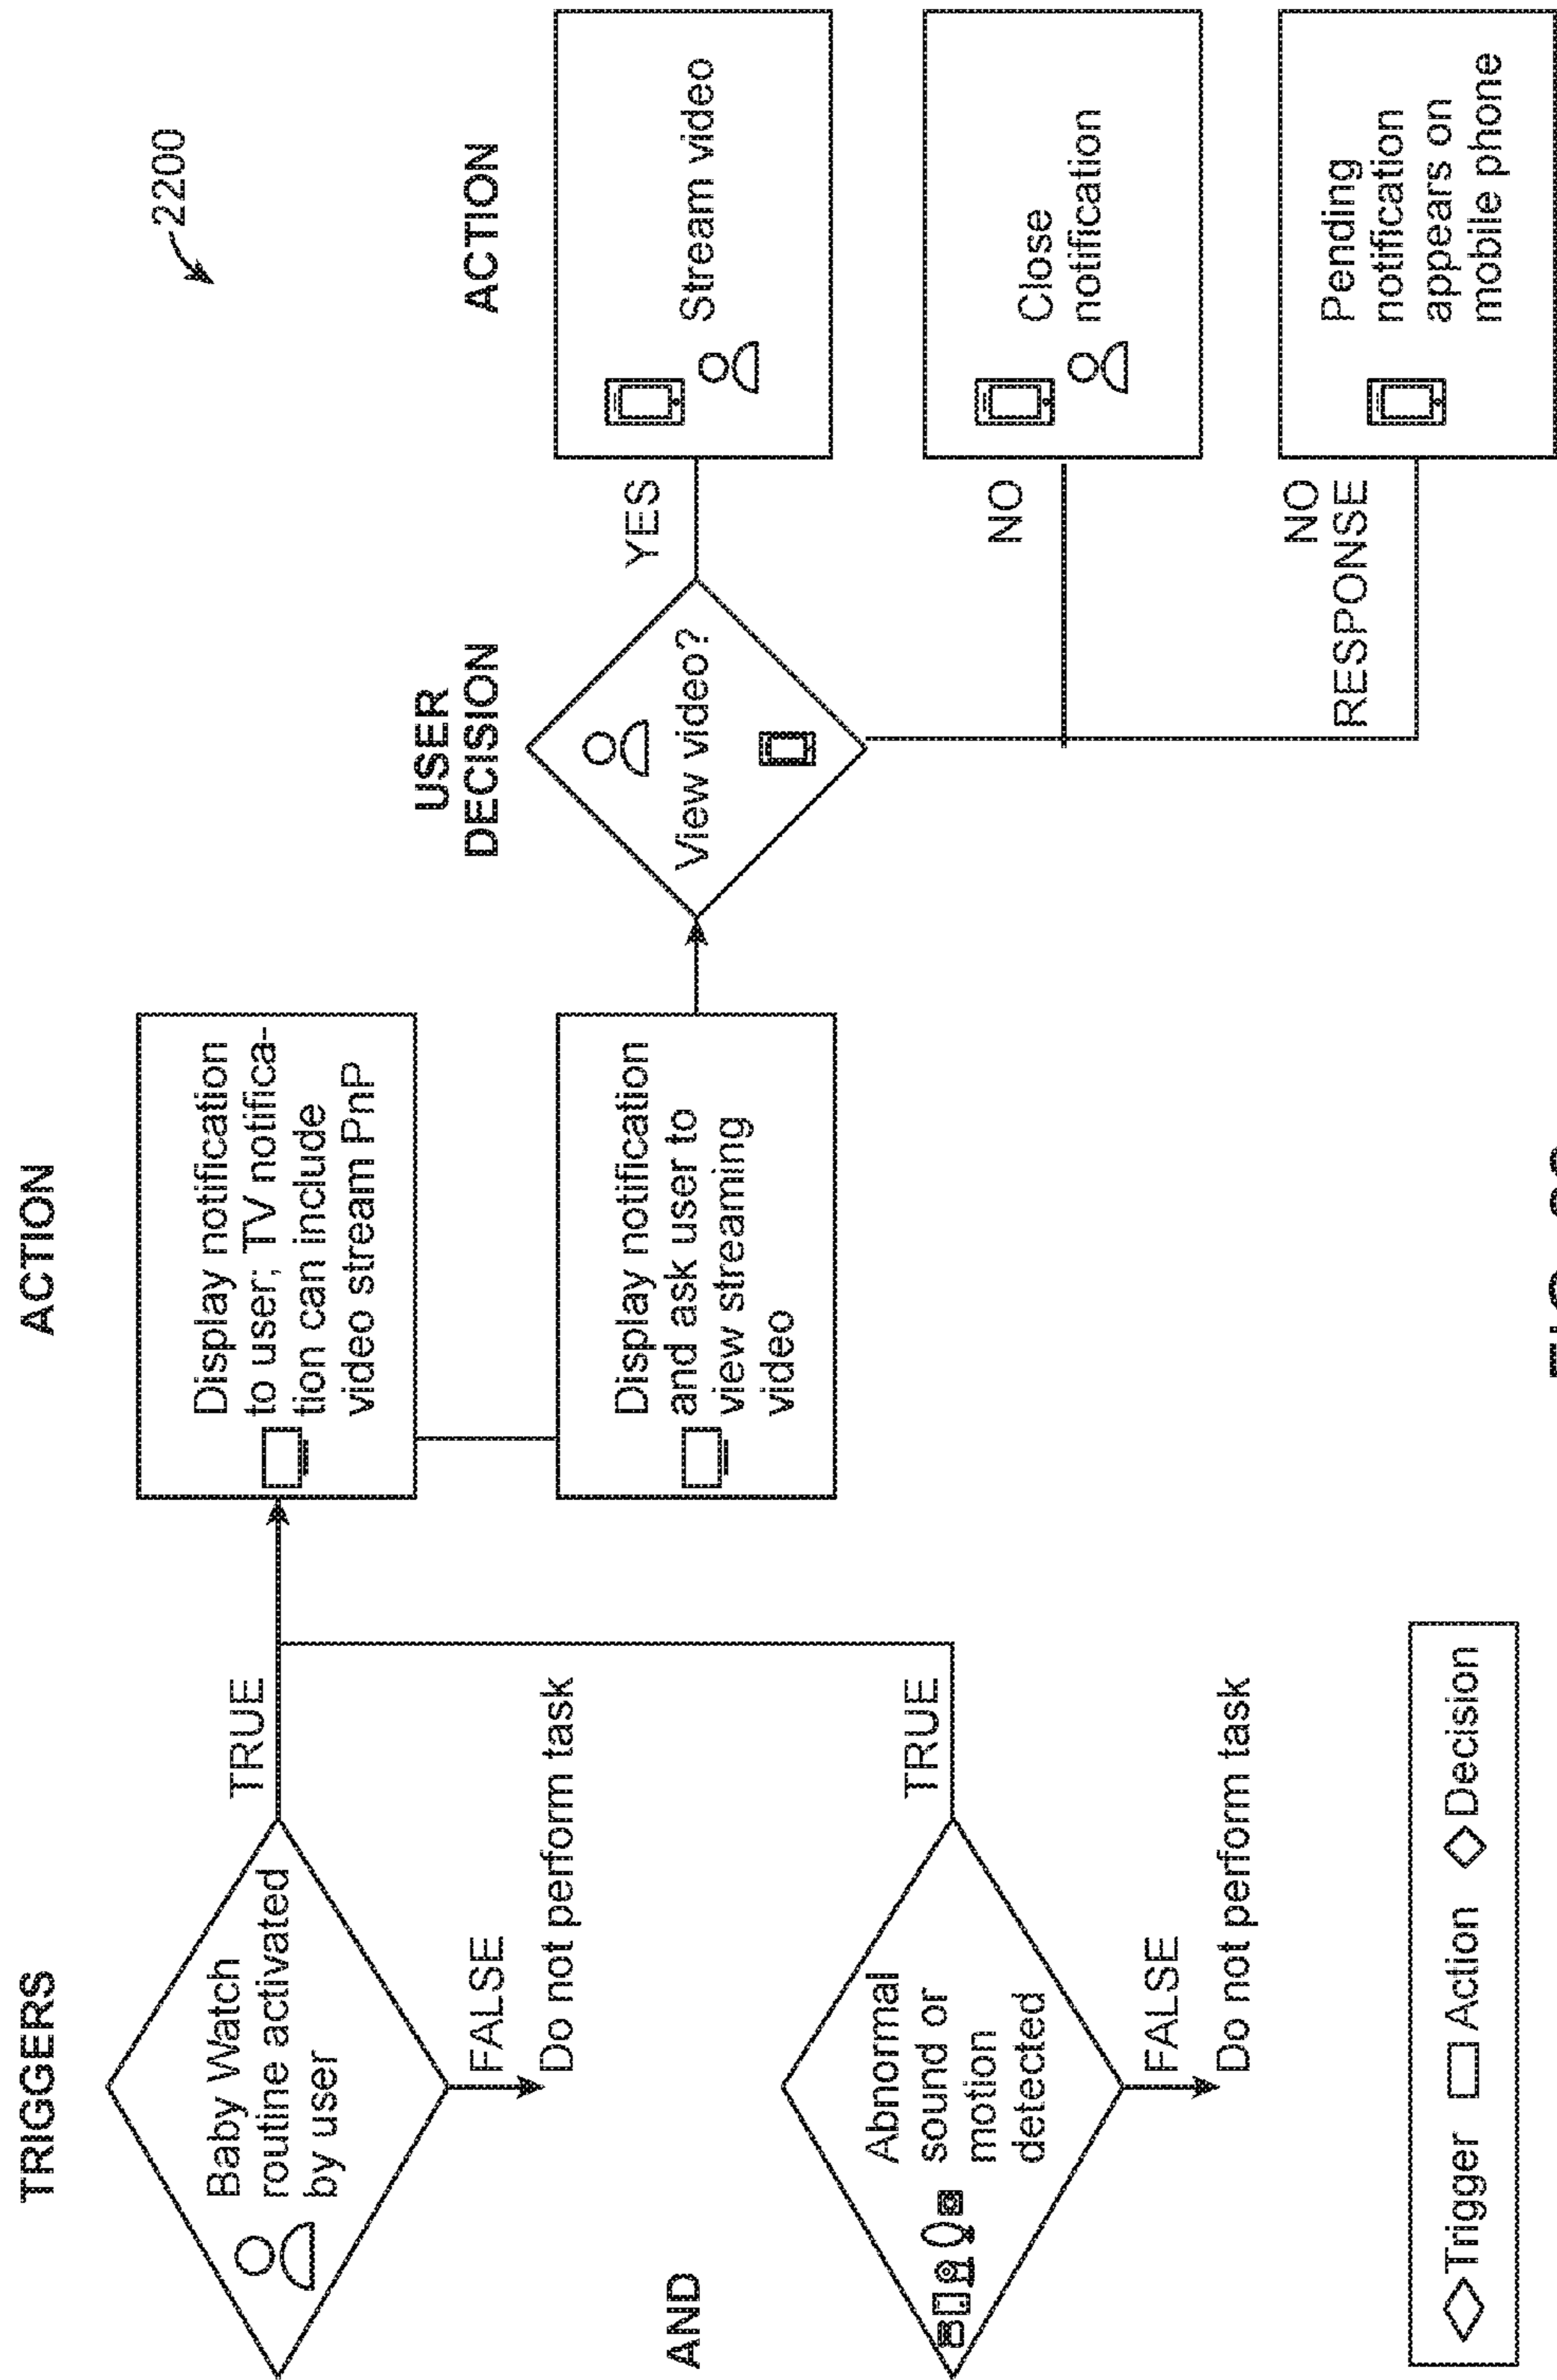 2200
TRIGGERS
ACTION
USER
DECISION
ACTION
Baby Watch
routine activated
by user
TRUE
FALSE
Do not perform task
AND
Abnormal
sound or
motion
detected
TRUE
FALSE
Do not perform task
Display notification
to user; TV notifica-
tion can include
video stream PnP
Display notification
and ask user to
view streaming
video
View video?
YES
Stream video
NO
Close
notification
NO
RESPONSE
Pending
notification
appears on
mobile phone
Trigger Action Decision